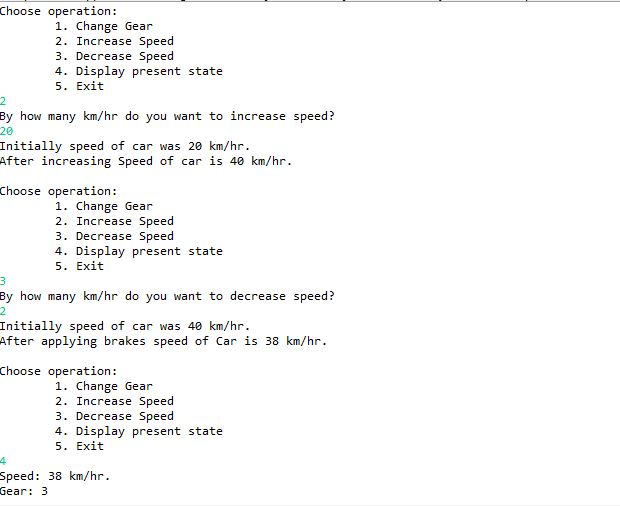 Choose operation:
1. Change Gear
2. Increase Speed
3. Decrease Speed
4. Display present state
5. Exit
2
By how many km/hr do you want to increase speed?
20
Initially speed of car was 20 km/hr.
After increasing Speed of car is 40 km/hr.
Choose operation:
1. Change Gear
2. Increase Speed
3. Decrease Speed
4. Display present state
5. Exit
3
By how many km/hr do you want to decrease speed?
2
Initially speed of car was 40 km/hr.
After applying brakes speed of Car is 38 km/hr.
Choose operation:
1. Change Gear
2. Increase Speed
3. Decrease Speed
4. Display present state
5. Exit
4
Speed: 38 km/hr.
Gear: 3